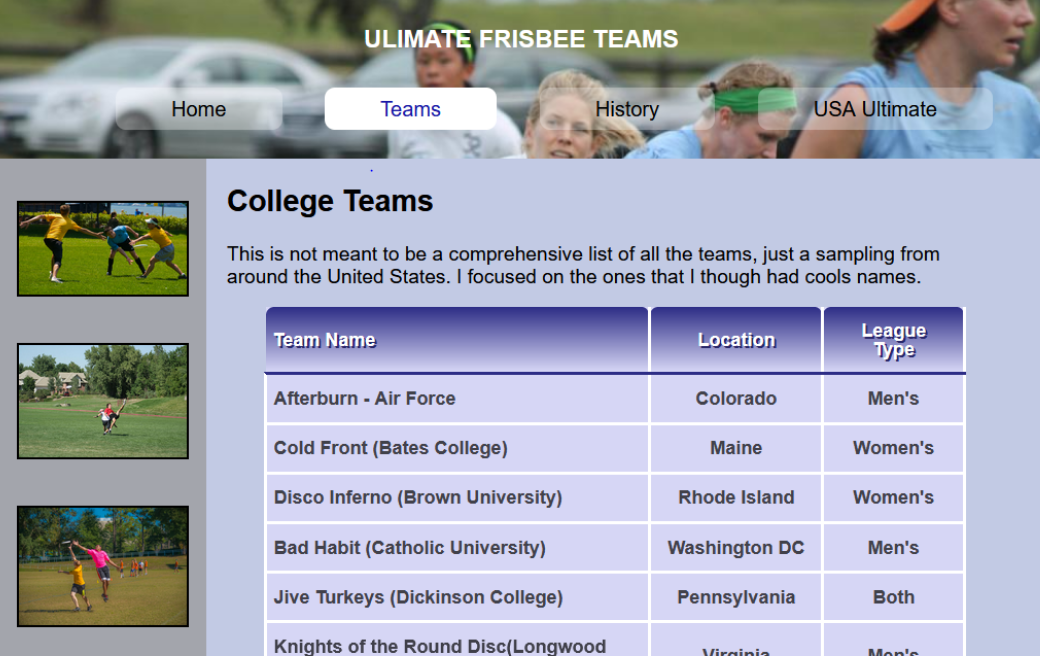 ULIMATE FRISBEE TEAMS
Home Teams History USA Ultimate
College Teams
This is not meant to be a comprehensive list of all the teams, just a sampling from
around the United States. I focused on the ones that I though had cools names.
Team Name Location League
Type
Afterburn - Air Force Colorado Men's
Cold Front (Bates College) Maine Women's
Disco Inferno (Brown University) Rhode Island Women's
Bad Habit (Catholic University) Washington DC Men's
Jive Turkeys (Dickinson College) Pennsylvania Both
Knights of the Round Disc(Longwood
Virginia Men's